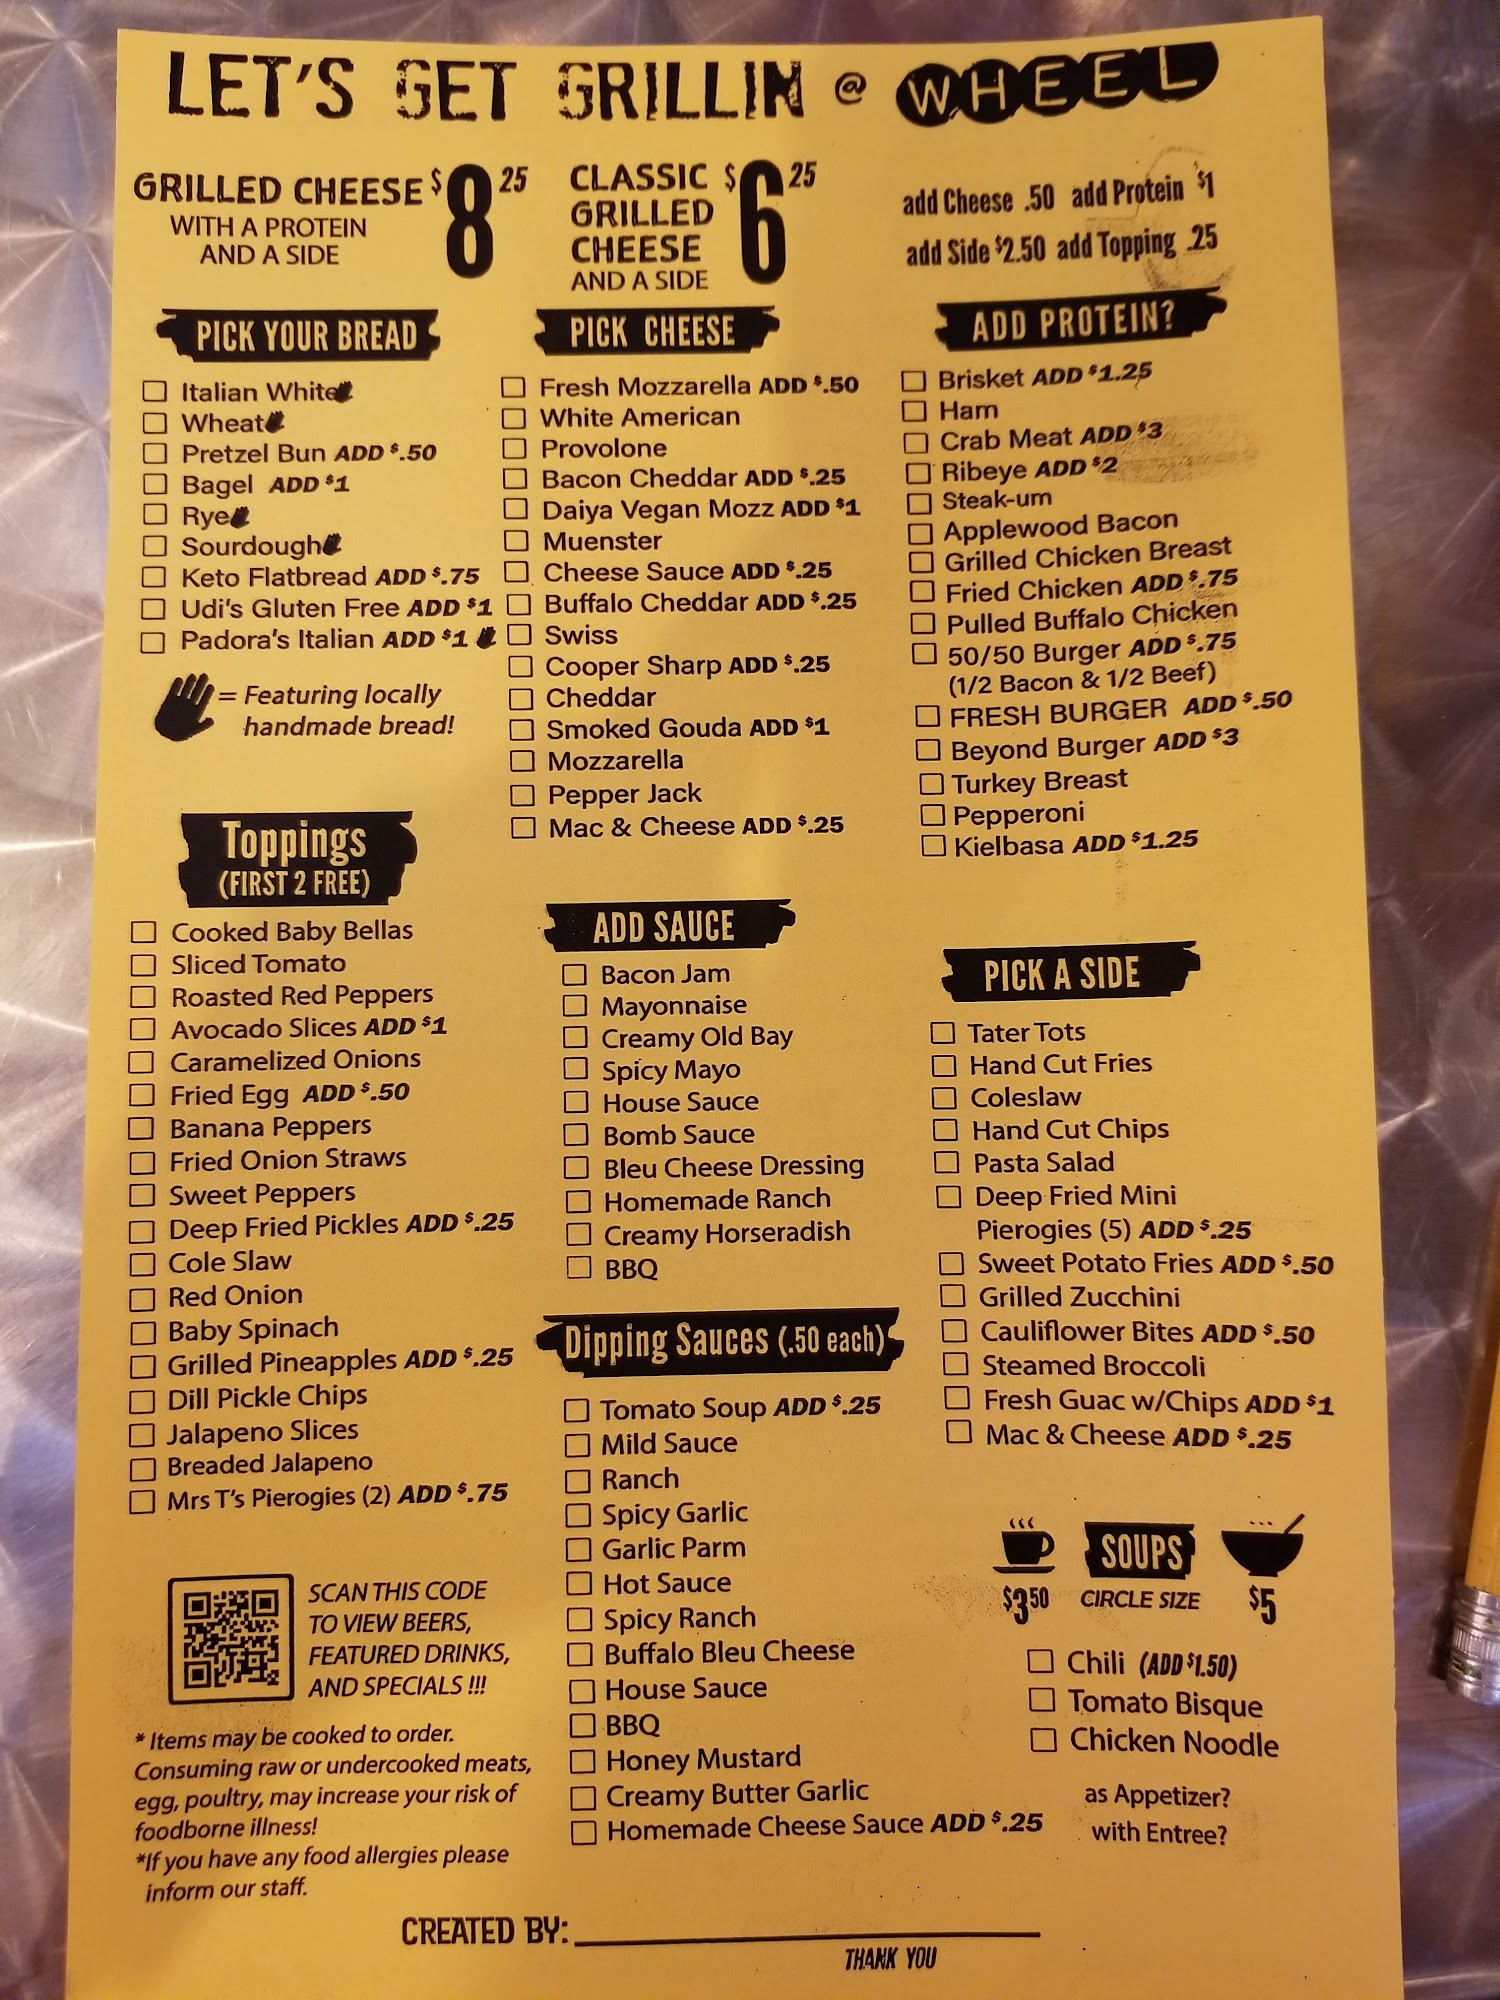 LET'S GET GRILLIN @ WHEEL
GRILLED CHEESE $8.25
WITH A PROTEIN
AND A SIDE
CLASSIC $6.25
GRILLED
CHEESE
AND A SIDE
add Cheese .50 add Protein $1
add Side $2.50 add Topping .25
PICK YOUR BREAD
Italian White
Wheat
Pretzel Bun ADD $.50
Bagel ADD $1
Rye
Sourdough
Keto Flatbread ADD $.75
Udi's Gluten Free ADD $1
Padora's Italian ADD $1
= Featuring locally
handmade bread!
PICK CHEESE
Fresh Mozzarella ADD $.50
White American
Provolone
Bacon Cheddar ADD $.25
Daiya Vegan Mozz ADD $1
Muenster
Cheese Sauce ADD $.25
Buffalo Cheddar ADD $.25
Swiss
Cooper Sharp ADD $.25
Cheddar
Smoked Gouda ADD $1
Mozzarella
Pepper Jack
Mac & Cheese ADD $.25
ADD PROTEIN?
Brisket ADD $1.25
Ham
Crab Meat ADD $3
Ribeye ADD $2
Steak-um
Applewood Bacon
Grilled Chicken Breast
Fried Chicken ADD $.75
Pulled Buffalo Chicken
50/50 Burger ADD $.75
(1/2 Bacon & 1/2 Beef)
FRESH BURGER ADD $.50
Beyond Burger ADD $3
Turkey Breast
Pepperoni
Kielbasa ADD $1.25
Toppings
(FIRST 2 FREE)
Cooked Baby Bellas
Sliced Tomato
Roasted Red Peppers
Avocado Slices ADD $1
Caramelized Onions
Fried Egg ADD $.50
Banana Peppers
Fried Onion Straws
Sweet Peppers
Deep Fried Pickles ADD $.25
Cole Slaw
Red Onion
Baby Spinach
Grilled Pineapples ADD $.25
Dill Pickle Chips
Jalapeno Slices
Breaded Jalapeno
Mrs T's Pierogies (2) ADD $.75
ADD SAUCE
Bacon Jam
Mayonnaise
Creamy Old Bay
Spicy Mayo
House Sauce
Bomb Sauce
Bleu Cheese Dressing
Homemade Ranch
Creamy Horseradish
BBQ
Dipping Sauces (.50 each)
Tomato Soup ADD $.25
Mild Sauce
Ranch
Spicy Garlic
Garlic Parm
Hot Sauce
Spicy Ranch
Buffalo Bleu Cheese
House Sauce
BBQ
Honey Mustard
Creamy Butter Garlic
Homemade Cheese Sauce ADD $.25
PICK A SIDE
Tater Tots
Hand Cut Fries
Coleslaw
Hand Cut Chips
Pasta Salad
Deep Fried Mini
Pierogies (5) ADD $.25
Sweet Potato Fries ADD $.50
Grilled Zucchini
Cauliflower Bites ADD $.50
Steamed Broccoli
Fresh Guac w/Chips ADD $1
Mac & Cheese ADD $.25
SOUPS
$3.50 CIRCLE SIZE $5
Chili (ADD $1.50)
Tomato Bisque
Chicken Noodle
as Appetizer?
with Entree?
SCAN THIS CODE
TO VIEW BEERS,
FEATURED DRINKS,
AND SPECIALS !!!
* Items may be cooked to order.
Consuming raw or undercooked meats,
egg, poultry, may increase your risk of
foodborne illness!
*If you have any food allergies please
inform our staff.
CREATED BY:
THANK YOU